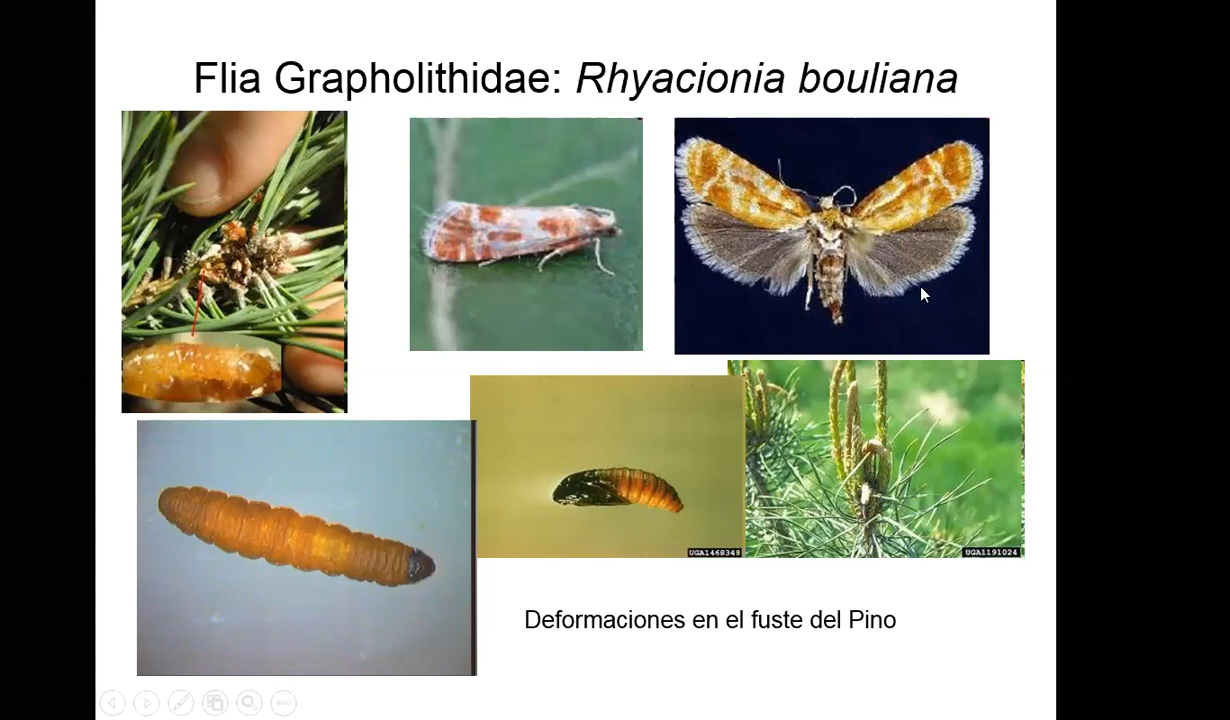 Flia Grapholithidae: Rhyacionia bouliana
UGA1468349
UGA1191024
Deformaciones en el fuste del Pino